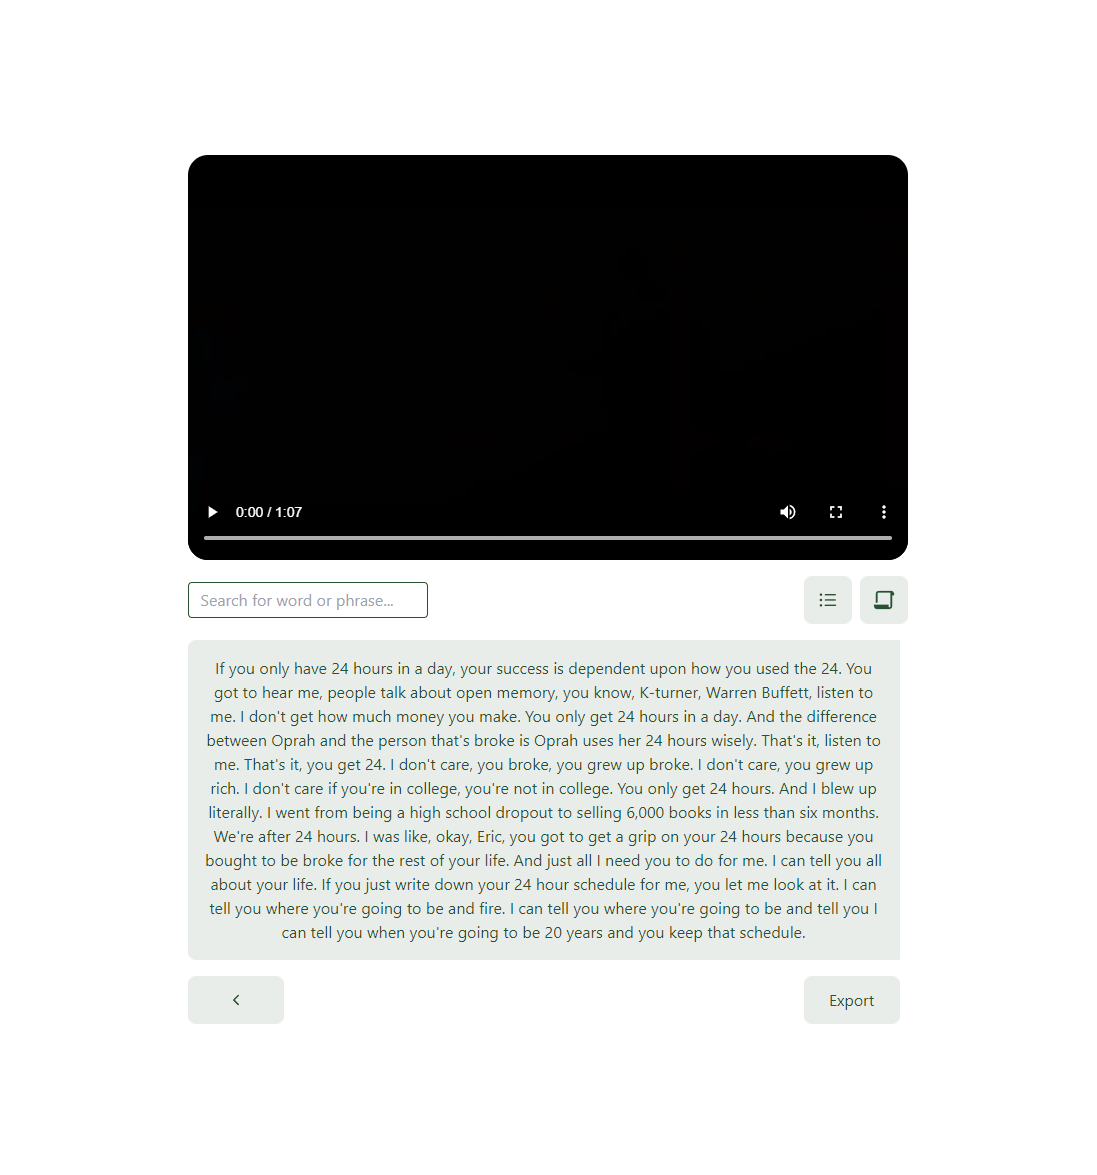 0:00 / 1:07
Search for word or phrase...
If you only have 24 hours in a day, your success is dependent upon how you used the 24. You
got to hear me, people talk about open memory, you know, K-turner, Warren Buffett, listen to
me. I don't get how much money you make. You only get 24 hours in a day. And the difference
between Oprah and the person that's broke is Oprah uses her 24 hours wisely. That's it, listen to
me. That's it, you get 24. I don't care, you broke, you grew up broke. I don't care, you grew up
rich. I don't care if you're in college, you're not in college. You only get 24 hours. And I blew up
literally. I went from being a high school dropout to selling 6,000 books in less than six months.
We're after 24 hours. I was like, okay, Eric, you got to get a grip on your 24 hours because you
bought to be broke for the rest of your life. And just all I need you to do for me. I can tell you all
about your life. If you just write down your 24 hour schedule for me, you let me look at it. I can
tell you where you're going to be and fire. I can tell you where you're going to be and tell you I
can tell you when you're going to be 20 years and you keep that schedule.
Export